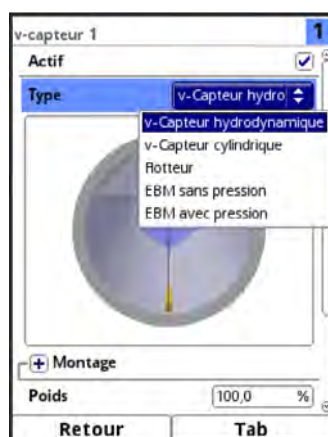 v-capteur 1 1
Actif
Type v-Capteur hydro
v-Capteur hydrodynamique
v-Capteur cylindrique
Flotteur
EBM sans pression
EBM avec pression
Montage
Poids 100,0 %
Retour Tab